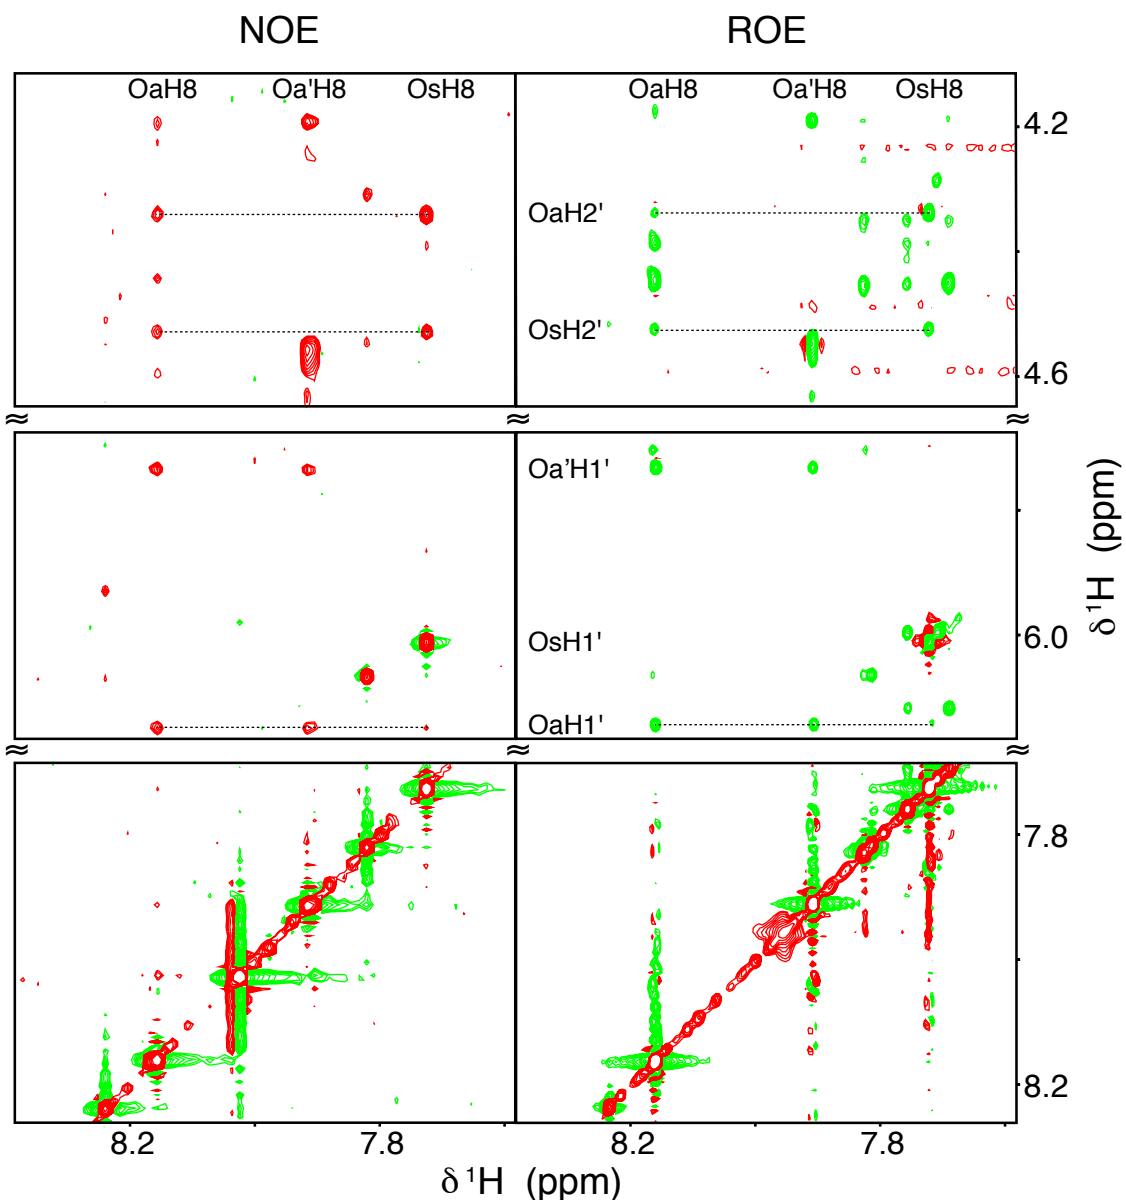 NOE ROE
OaH8 Oa'H8 OsH8 OaH8 Oa'H8 OsH8
4.2
OaH2'
OsH2'
4.6
≈ ≈ ≈
Oa'H1'
δ ¹H (ppm)
OsH1' 6.0
OaH1'
≈ ≈ ≈
7.8
8.2
8.2 7.8 8.2 7.8
δ ¹H (ppm)